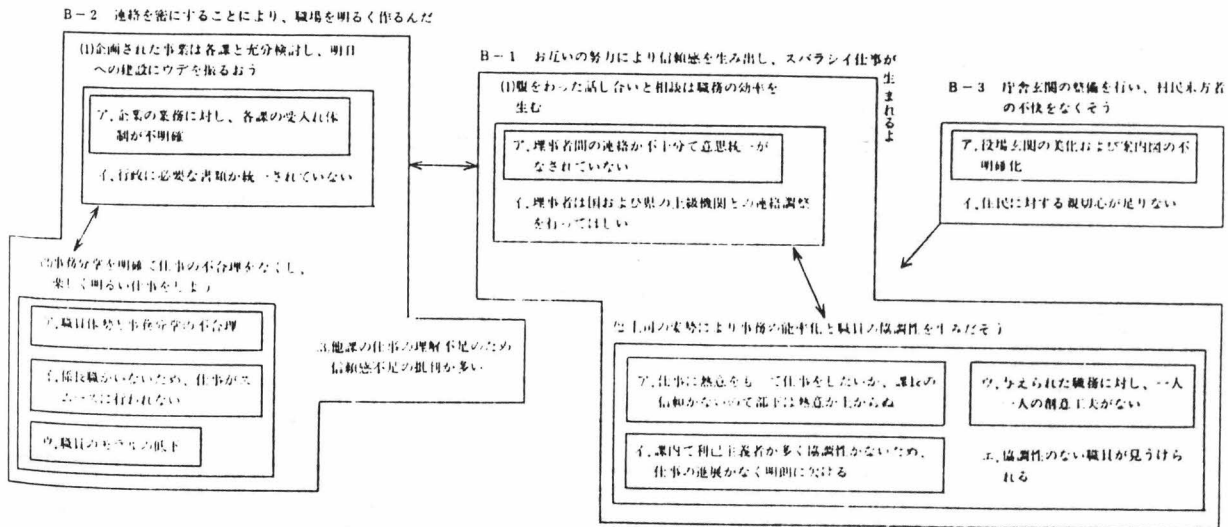 B－2 連絡を密にすることにより、職場を明るく作るんだ
(1)企画された事業は各課と充分検討し、明日
への建設にウデを振るおう
ア、企業の業務に対し、各課の受入れ体
制が不明確
イ、行政に必要な書類が統一されていない
(2)事務分掌を明確で仕事の不合理をなくし、
楽しく明るい仕事をしよう
ア、職員体勢と事務分掌の不合理
イ、係長職がいないため、仕事がス
ムースに行われない
ウ、職員のモラルの低下
3.他課の仕事の理解不足のため
信頼感不足の批判が多い
B－1 お互いの努力により信頼感を生み出し、スバラシイ仕事が
生まれるよ
(1)腹をわった話し合いと相談は職務の効率を
生む
ア、理事者間の連絡が不十分で意思統一が
なされていない
イ、理事者は国および県の上級機関との連絡調整
を行ってほしい
(2)上司の姿勢により事務の能率化と職員の協調性を生みだそう
ア、仕事に熱意をもって仕事をしたいが、課長の
信頼がないので部下は熱意が上がらぬ
イ、課内で利己主義者が多く協調性がないため、
仕事の進展がなく明朗に欠ける
ウ、与えられた職務に対し、一人
一人の創意工夫がない
エ、協調性のない職員が見うけら
れる
B－3 庁舎玄関の整備を行い、村民来方者
の不快をなくそう
ア、役場玄関の美化および案内図の不
明確化
イ、住民に対する親切心が足りない